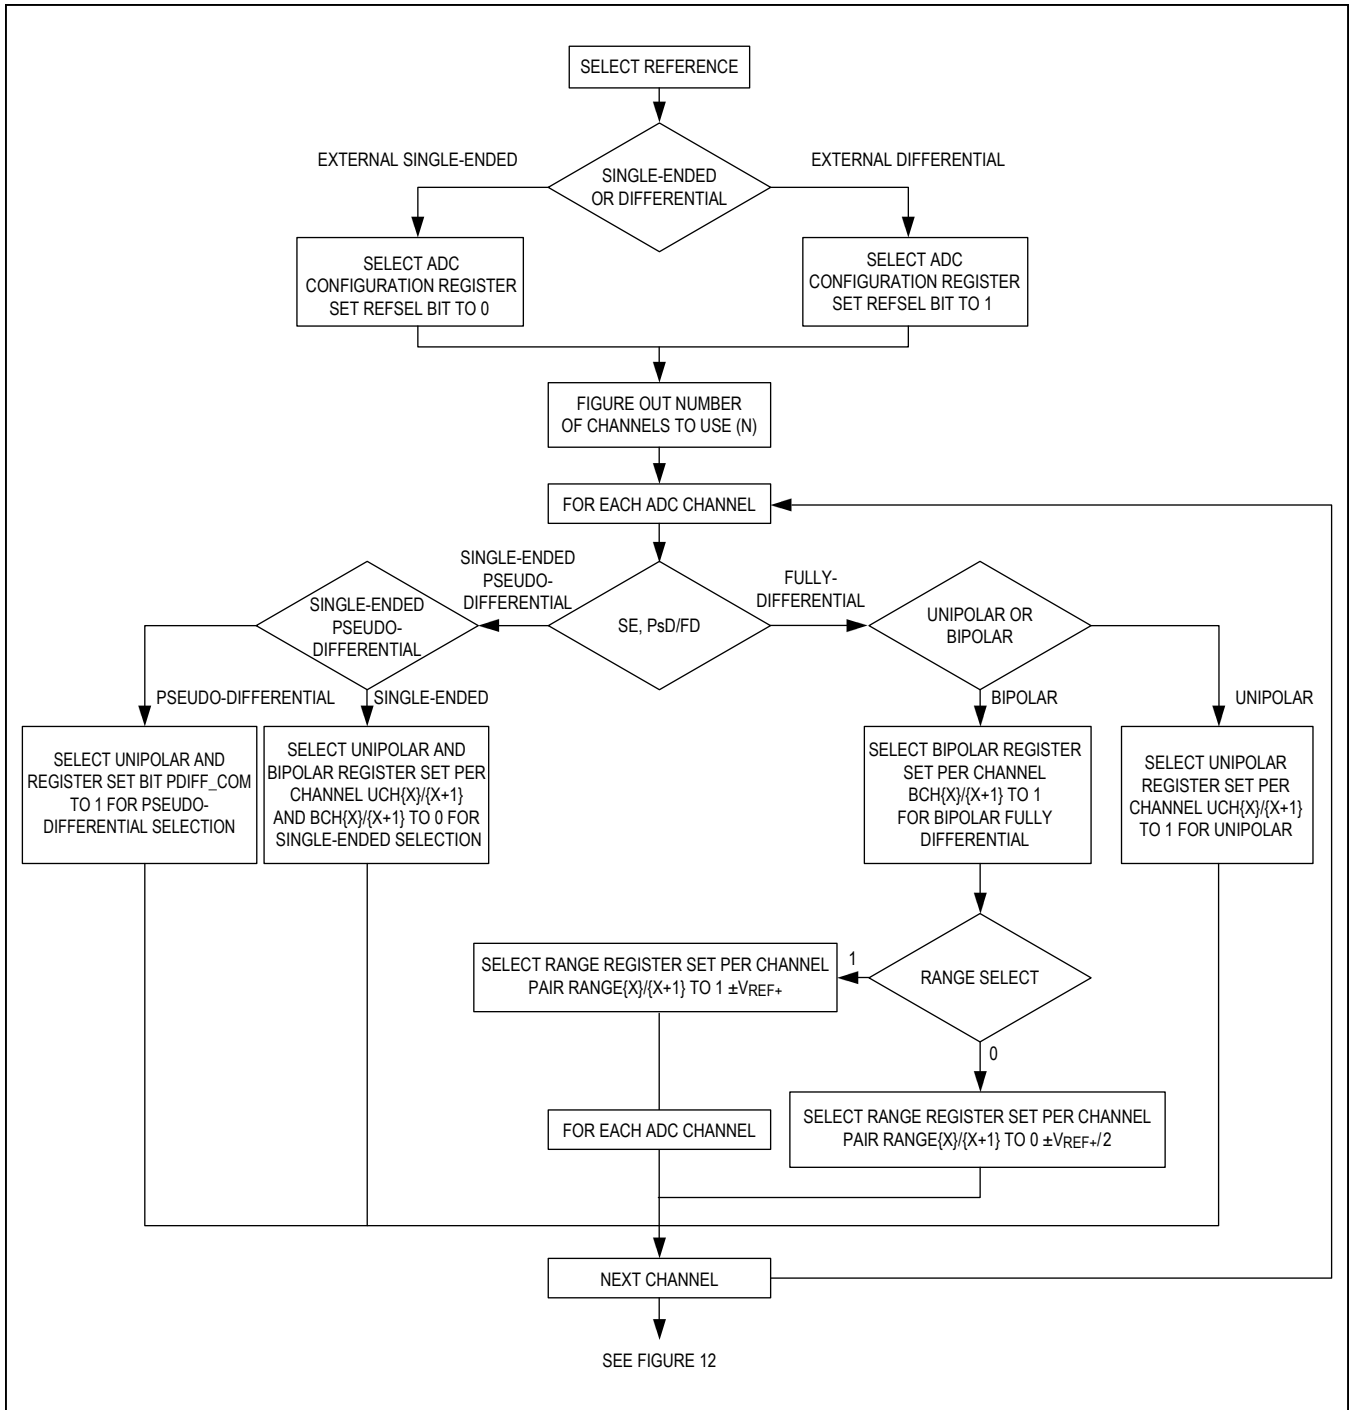 SELECT REFERENCE
EXTERNAL SINGLE-ENDED
EXTERNAL DIFFERENTIAL
SINGLE-ENDED
OR DIFFERENTIAL
SELECT ADC
CONFIGURATION REGISTER
SET REFSEL BIT TO 0
SELECT ADC
CONFIGURATION REGISTER
SET REFSEL BIT TO 1
FIGURE OUT NUMBER
OF CHANNELS TO USE (N)
FOR EACH ADC CHANNEL
SINGLE-ENDED
PSEUDO-
DIFFERENTIAL
FULLY-
DIFFERENTIAL
SINGLE-ENDED
PSEUDO-
DIFFERENTIAL
SE, PsD/FD
UNIPOLAR OR
BIPOLAR
PSEUDO-DIFFERENTIAL
SINGLE-ENDED
BIPOLAR
UNIPOLAR
SELECT UNIPOLAR AND
REGISTER SET BIT PDIFF_COM
TO 1 FOR PSEUDO-
DIFFERENTIAL SELECTION
SELECT UNIPOLAR AND
BIPOLAR REGISTER SET PER
CHANNEL UCH{X}/{X+1}
AND BCH{X}/{X+1} TO 0 FOR
SINGLE-ENDED SELECTION
SELECT BIPOLAR REGISTER
SET PER CHANNEL
BCH{X}/{X+1} TO 1
FOR BIPOLAR FULLY
DIFFERENTIAL
SELECT UNIPOLAR
REGISTER SET PER
CHANNEL UCH{X}/{X+1}
TO 1 FOR UNIPOLAR
SELECT RANGE REGISTER SET PER CHANNEL
PAIR RANGE{X}/{X+1} TO 1 ±VREF+
1
RANGE SELECT
0
FOR EACH ADC CHANNEL
SELECT RANGE REGISTER SET PER CHANNEL
PAIR RANGE{X}/{X+1} TO 0 ±VREF+/2
NEXT CHANNEL
SEE FIGURE 12